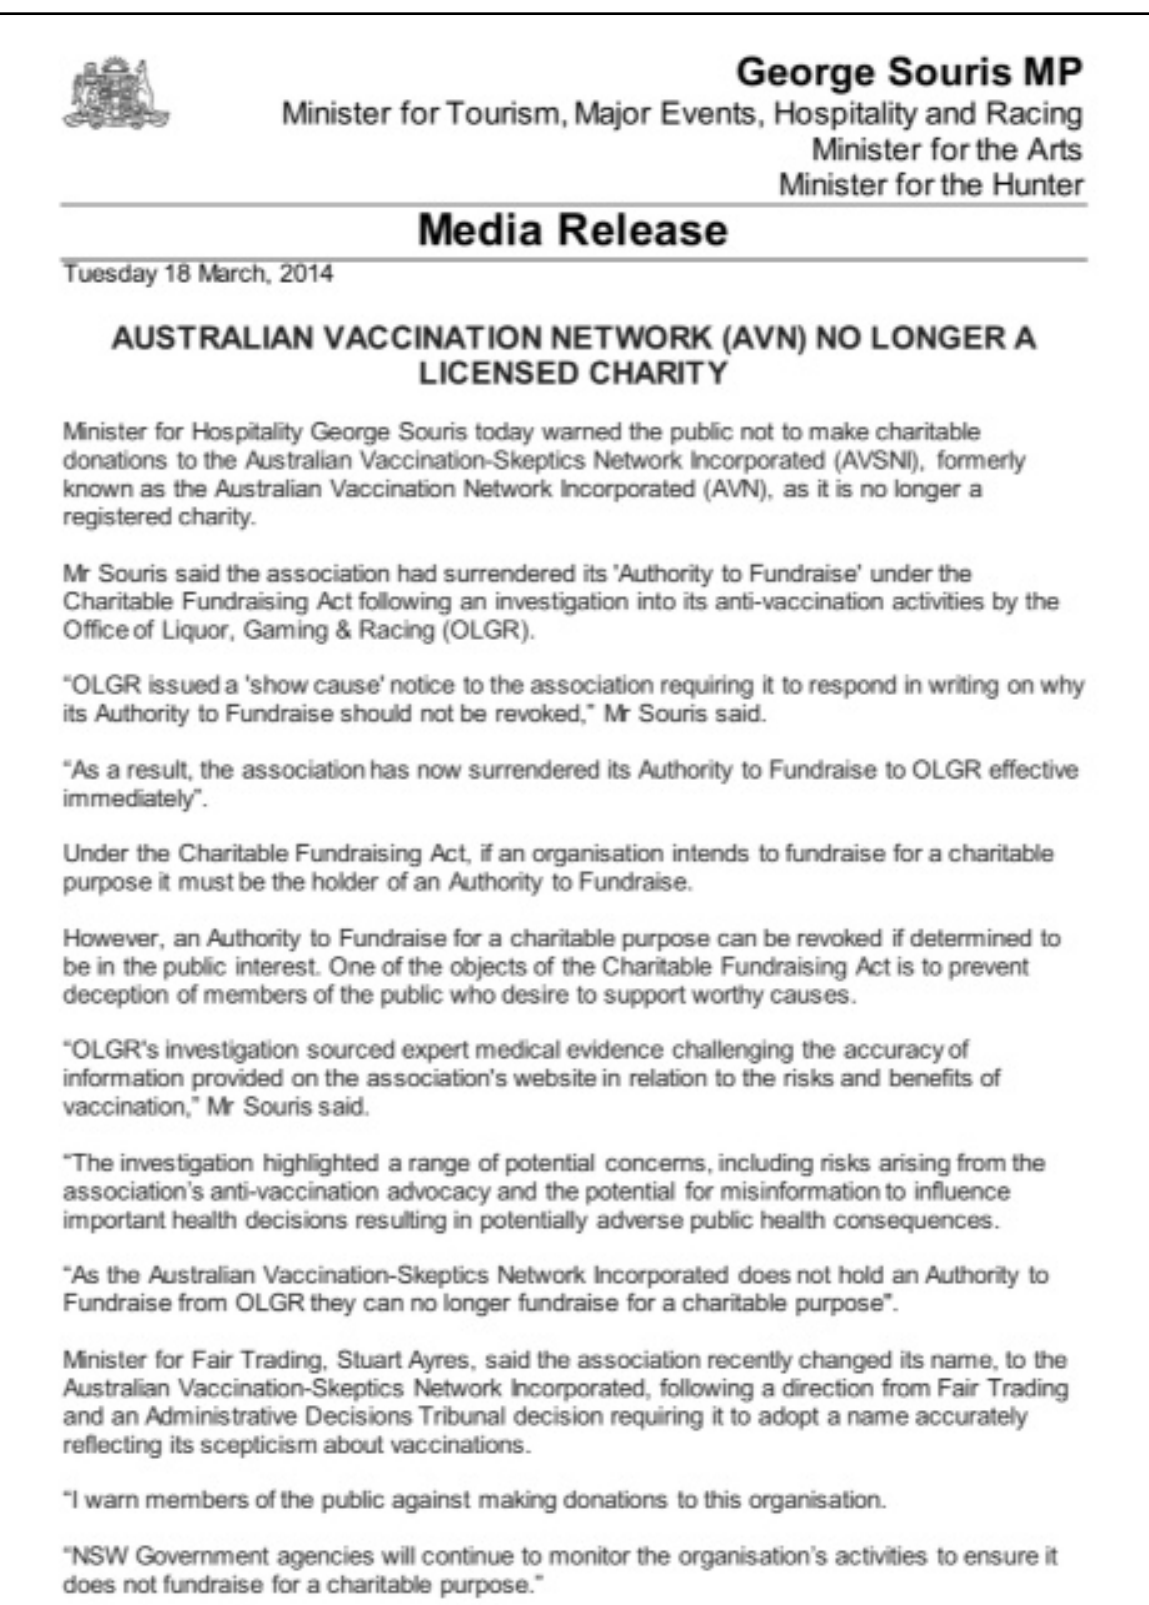 George Souris MP
Minister for Tourism, Major Events, Hospitality and Racing
Minister for the Arts
Minister for the Hunter
Media Release
Tuesday 18 March, 2014
AUSTRALIAN VACCINATION NETWORK (AVN) NO LONGER A
LICENSED CHARITY
Minister for Hospitality George Souris today warned the public not to make charitable
donations to the Australian Vaccination-Skeptics Network Incorporated (AVSNI), formerly
known as the Australian Vaccination Network Incorporated (AVN), as it is no longer a
registered charity.
Mr Souris said the association had surrendered its 'Authority to Fundraise' under the
Charitable Fundraising Act following an investigation into its anti-vaccination activities by the
Office of Liquor, Gaming & Racing (OLGR).
“OLGR issued a 'show cause' notice to the association requiring it to respond in writing on why
its Authority to Fundraise should not be revoked,” Mr Souris said.
“As a result, the association has now surrendered its Authority to Fundraise to OLGR effective
immediately”.
Under the Charitable Fundraising Act, if an organisation intends to fundraise for a charitable
purpose it must be the holder of an Authority to Fundraise.
However, an Authority to Fundraise for a charitable purpose can be revoked if determined to
be in the public interest. One of the objects of the Charitable Fundraising Act is to prevent
deception of members of the public who desire to support worthy causes.
“OLGR's investigation sourced expert medical evidence challenging the accuracy of
information provided on the association's website in relation to the risks and benefits of
vaccination,” Mr Souris said.
“The investigation highlighted a range of potential concerns, including risks arising from the
association's anti-vaccination advocacy and the potential for misinformation to influence
important health decisions resulting in potentially adverse public health consequences.
“As the Australian Vaccination-Skeptics Network Incorporated does not hold an Authority to
Fundraise from OLGR they can no longer fundraise for a charitable purpose".
Minister for Fair Trading, Stuart Ayres, said the association recently changed its name, to the
Australian Vaccination-Skeptics Network Incorporated, following a direction from Fair Trading
and an Administrative Decisions Tribunal decision requiring it to adopt a name accurately
reflecting its scepticism about vaccinations.
“I warn members of the public against making donations to this organisation.
“NSW Government agencies will continue to monitor the organisation's activities to ensure it
does not fundraise for a charitable purpose.”